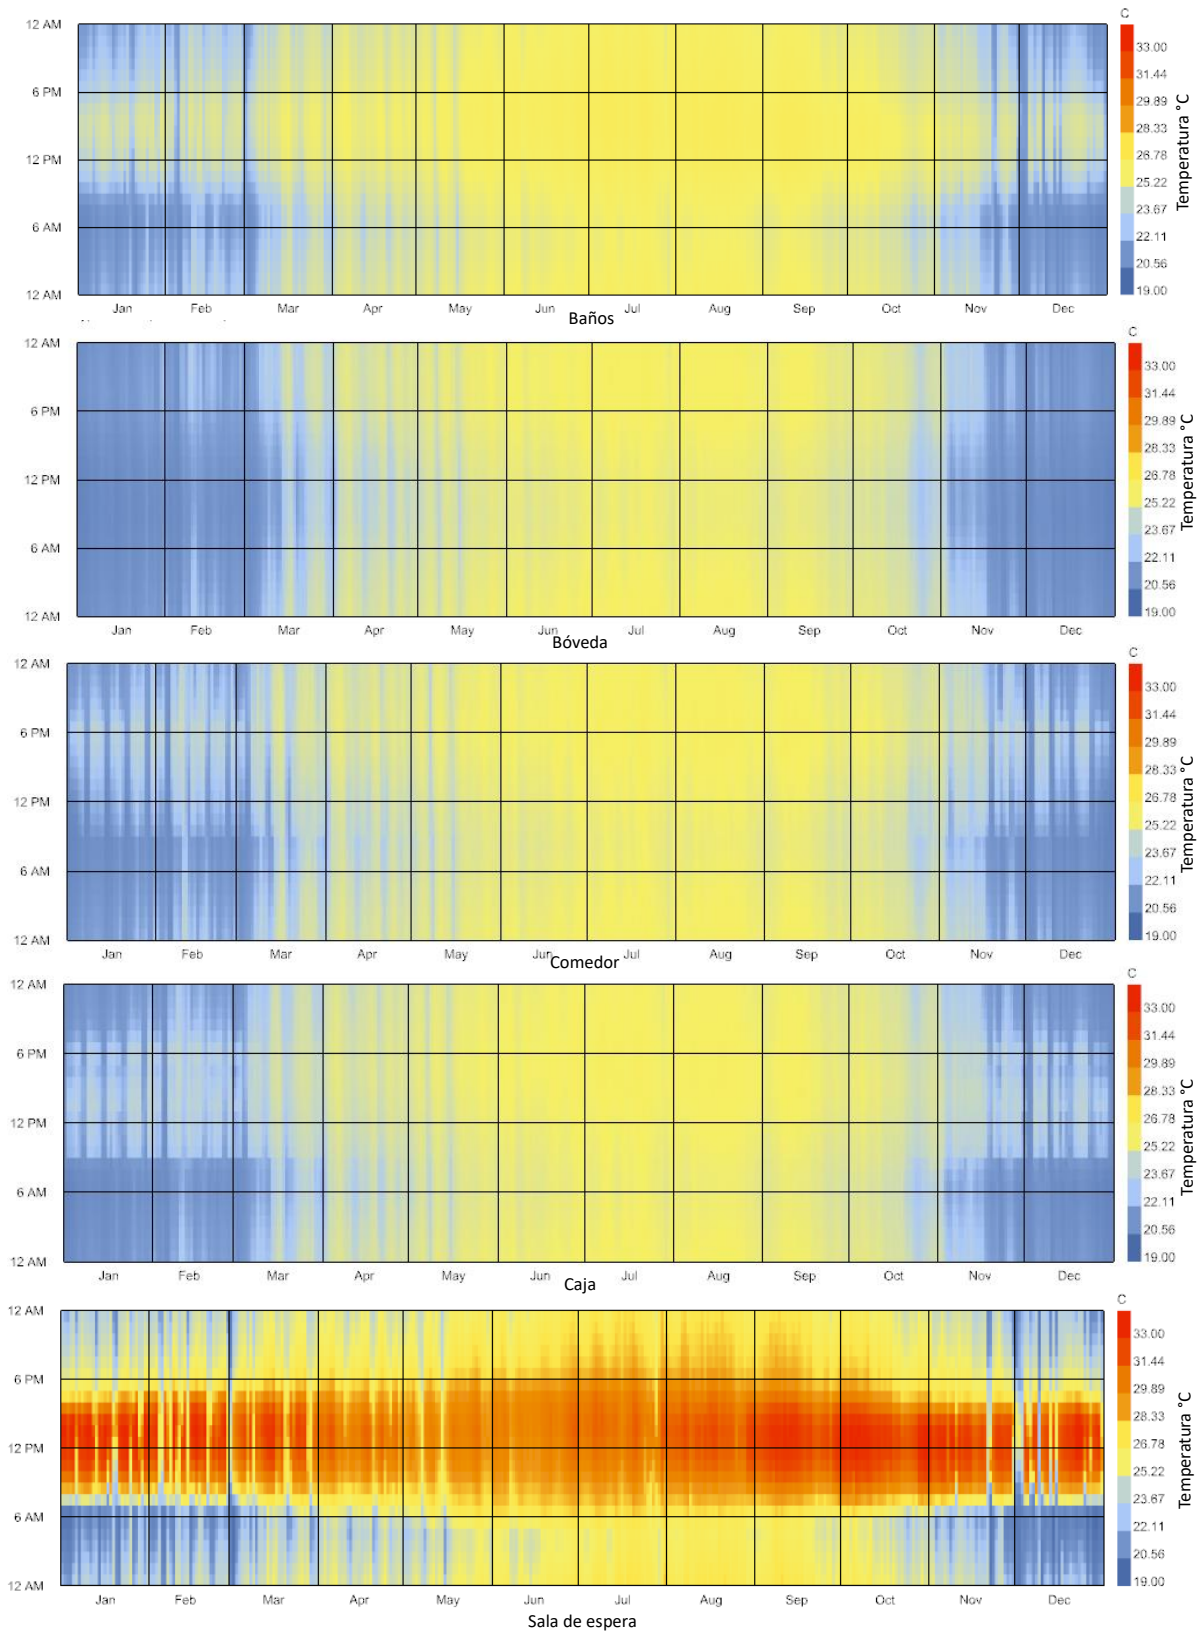 C
12 AM
33.00
31.44
6 PM
29.89
28.33
12 PM
26.78
25.22
23.67
6 AM
22.11
20.56
12 AM
19.00
Temperatura °C
Jan Feb Mar Apr May Jun Jul Aug Sep Oct Nov Dec
Baños
C
12 AM
33.00
31.44
6 PM
29.89
28.33
12 PM
26.78
25.22
23.67
6 AM
22.11
20.56
12 AM
19.00
Temperatura °C
Jan Feb Mar Apr May Jun Jul Aug Sep Oct Nov Dec
Bóveda
C
12 AM
33.00
31.44
6 PM
29.89
28.33
12 PM
26.78
25.22
23.67
6 AM
22.11
20.56
12 AM
19.00
Temperatura °C
Jan Feb Mar Apr May Jun Jul Aug Sep Oct Nov Dec
Comedor
C
12 AM
33.00
31.44
6 PM
29.89
28.33
12 PM
26.78
25.22
23.67
6 AM
22.11
20.56
12 AM
19.00
Temperatura °C
Jan Feb Mar Apr May Jun Jul Aug Sep Oct Nov Dec
Caja
C
12 AM
33.00
31.44
6 PM
29.89
28.33
12 PM
26.78
25.22
23.67
6 AM
22.11
20.56
12 AM
19.00
Temperatura °C
Jan Feb Mar Apr May Jun Jul Aug Sep Oct Nov Dec
Sala de espera